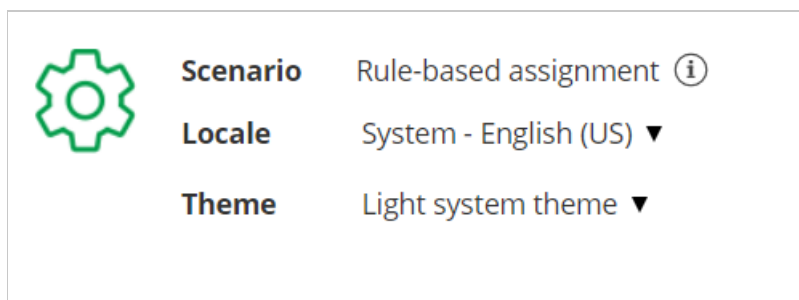 Scenario Rule-based assignment
Locale System - English (US)
Theme Light system theme